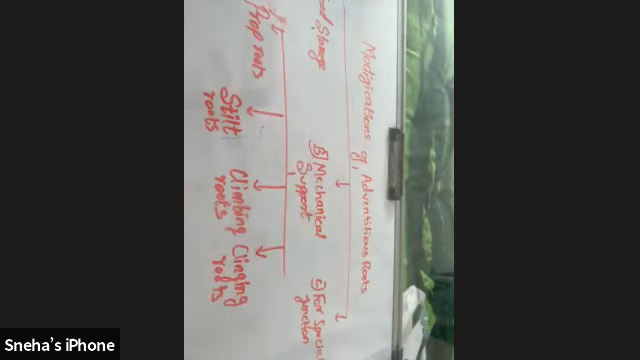 Modifications of Adventitious Roots
Storage
B) Mechanical
Support
C) For Special
function
Prop roots
Stilt
roots
Climbing
roots
Clinging
roots
Sneha's iPhone